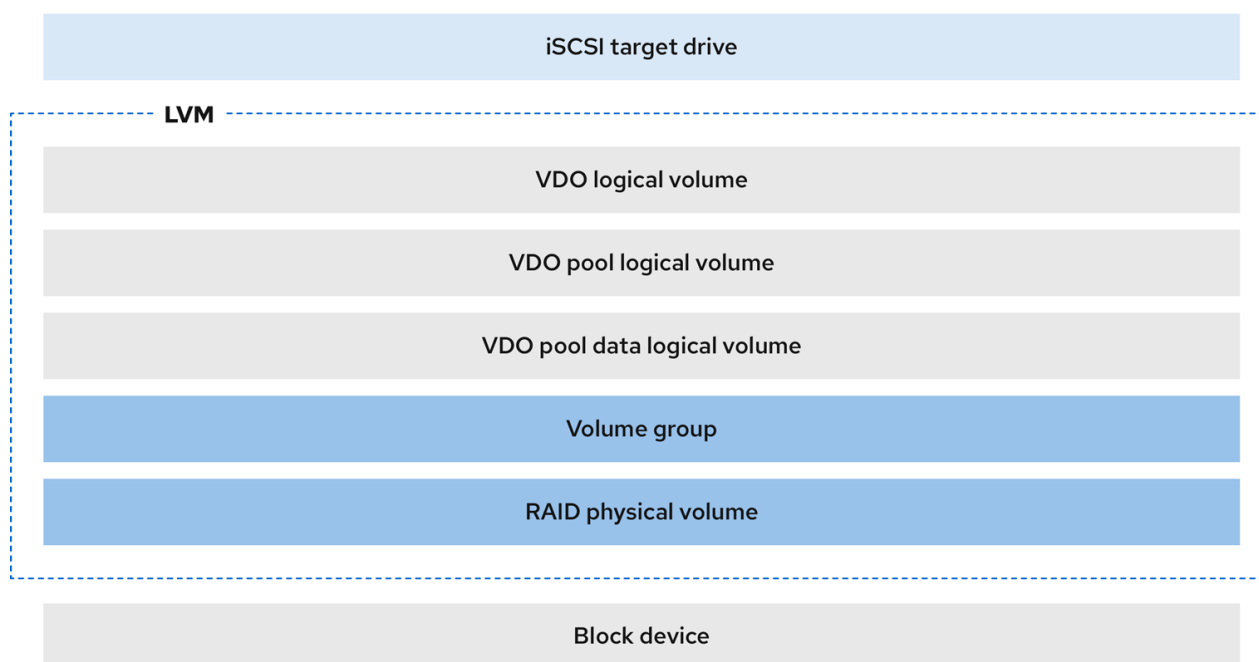 iSCSI target drive
LVM
VDO logical volume
VDO pool logical volume
VDO pool data logical volume
Volume group
RAID physical volume
Block device